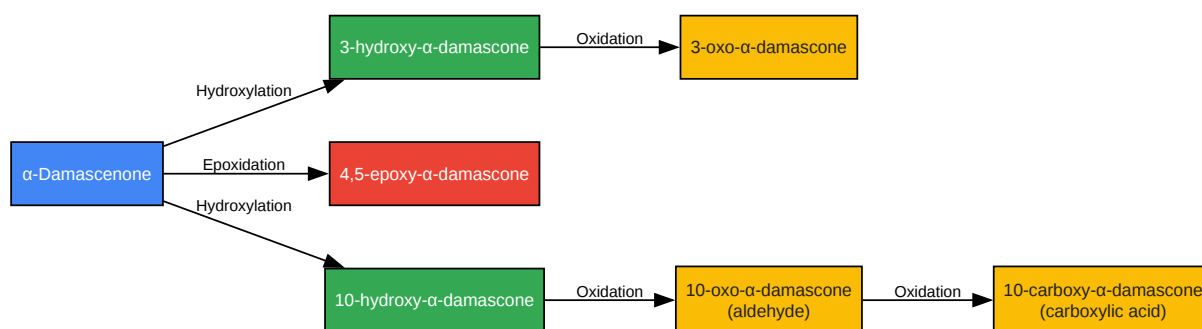 3-hydroxy-α-damascone
Oxidation
3-oxo-α-damascone
Hydroxylation
α-Damascenone
Epoxidation
4,5-epoxy-α-damascone
Hydroxylation
10-hydroxy-α-damascone
Oxidation
10-oxo-α-damascone
(aldehyde)
Oxidation
10-carboxy-α-damascone
(carboxylic acid)